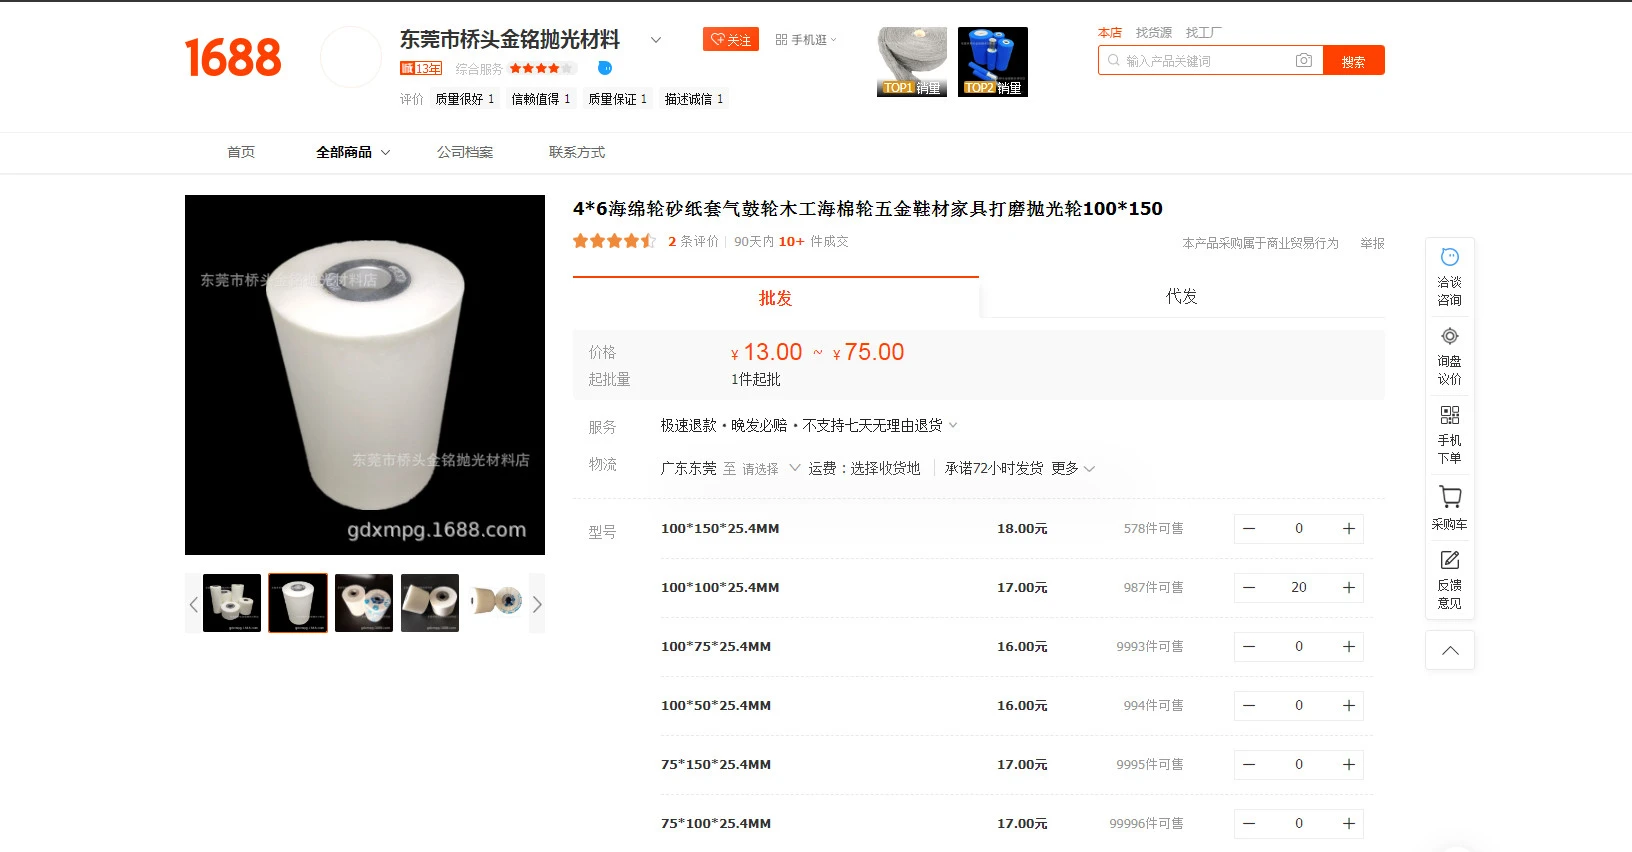 1688
东莞市桥头金铭抛光材料
13年
综合服务
评价 质量很好 1 信赖值得 1 质量保证 1 描述诚信 1
关注
手机逛
TOP1 销量
TOP2 销量
本店 找货源 找工厂
输入产品关键词
搜索
首页 全部商品 公司档案 联系方式
4*6海绵轮砂纸套气鼓轮木工海棉轮五金鞋材家具打磨抛光轮100*150
2 条评价 90天内 10+ 件成交
本产品采购属于商业贸易行为 举报
批发 代发
价格 ¥ 13.00 ~ ¥ 75.00
起批量 1件起批
服务 极速退款 • 晚发必赔 • 不支持七天无理由退货
物流 广东东莞 至 请选择 运费：选择收货地 承诺72小时发货 更多
型号
100*150*25.4MM 18.00元 578件可售 — 0 +
100*100*25.4MM 17.00元 987件可售 — 20 +
100*75*25.4MM 16.00元 9993件可售 — 0 +
100*50*25.4MM 16.00元 994件可售 — 0 +
75*150*25.4MM 17.00元 9995件可售 — 0 +
75*100*25.4MM 17.00元 99996件可售 — 0 +
东莞市桥头金铭抛光材料店
东莞市桥头金铭抛光材料店
gdxmpg.1688.com
洽谈
咨询
询盘
议价
手机
下单
采购车
反馈
意见